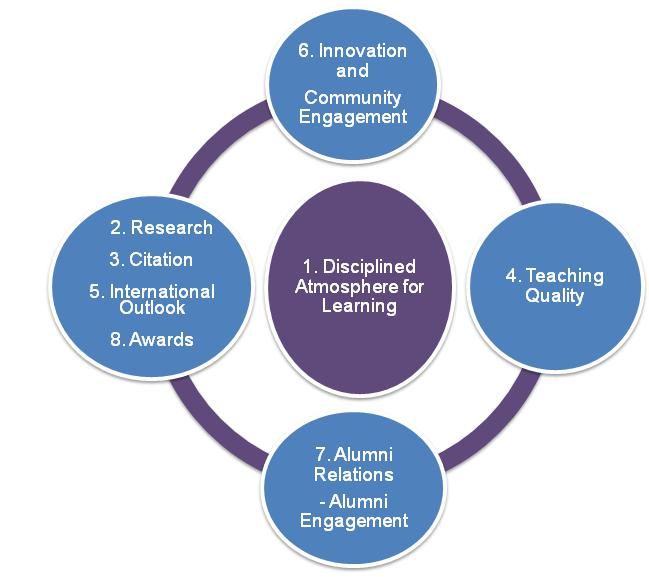 6. Innovation
and
Community
Engagement
2. Research
3. Citation
5. International
Outlook
8. Awards
1. Disciplined
Atmosphere for
Learning
4. Teaching
Quality
7. Alumni
Relations
- Alumni
Engagement